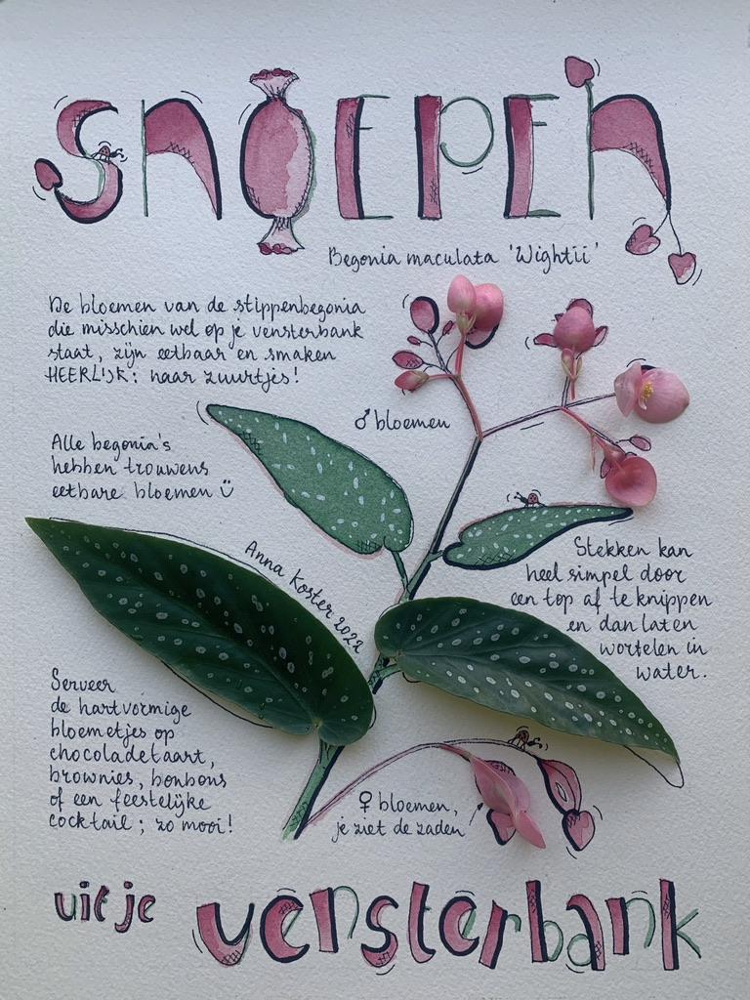 SNOEPEN
Begonia maculata 'Wightii'
De bloemen van de stippenbegonia
die misschien wel op je vensterbank
staat, zijn eetbaar en smaken
HEERLIJK: naar zuurtjes!
♂ bloemen
Alle begonia's
hebben trouwens
eetbare bloemen ü
Anna Koster 2022
Stekken kan
heel simpel door
een top af te knippen
en dan laten
wortelen in
water.
Serveer
de hartvormige
bloemetjes op
chocoladetaart,
brownies, bonbons
of een feestelijke
cocktail; zo mooi!
♀ bloemen,
je ziet de zaden
uit je vensterbank